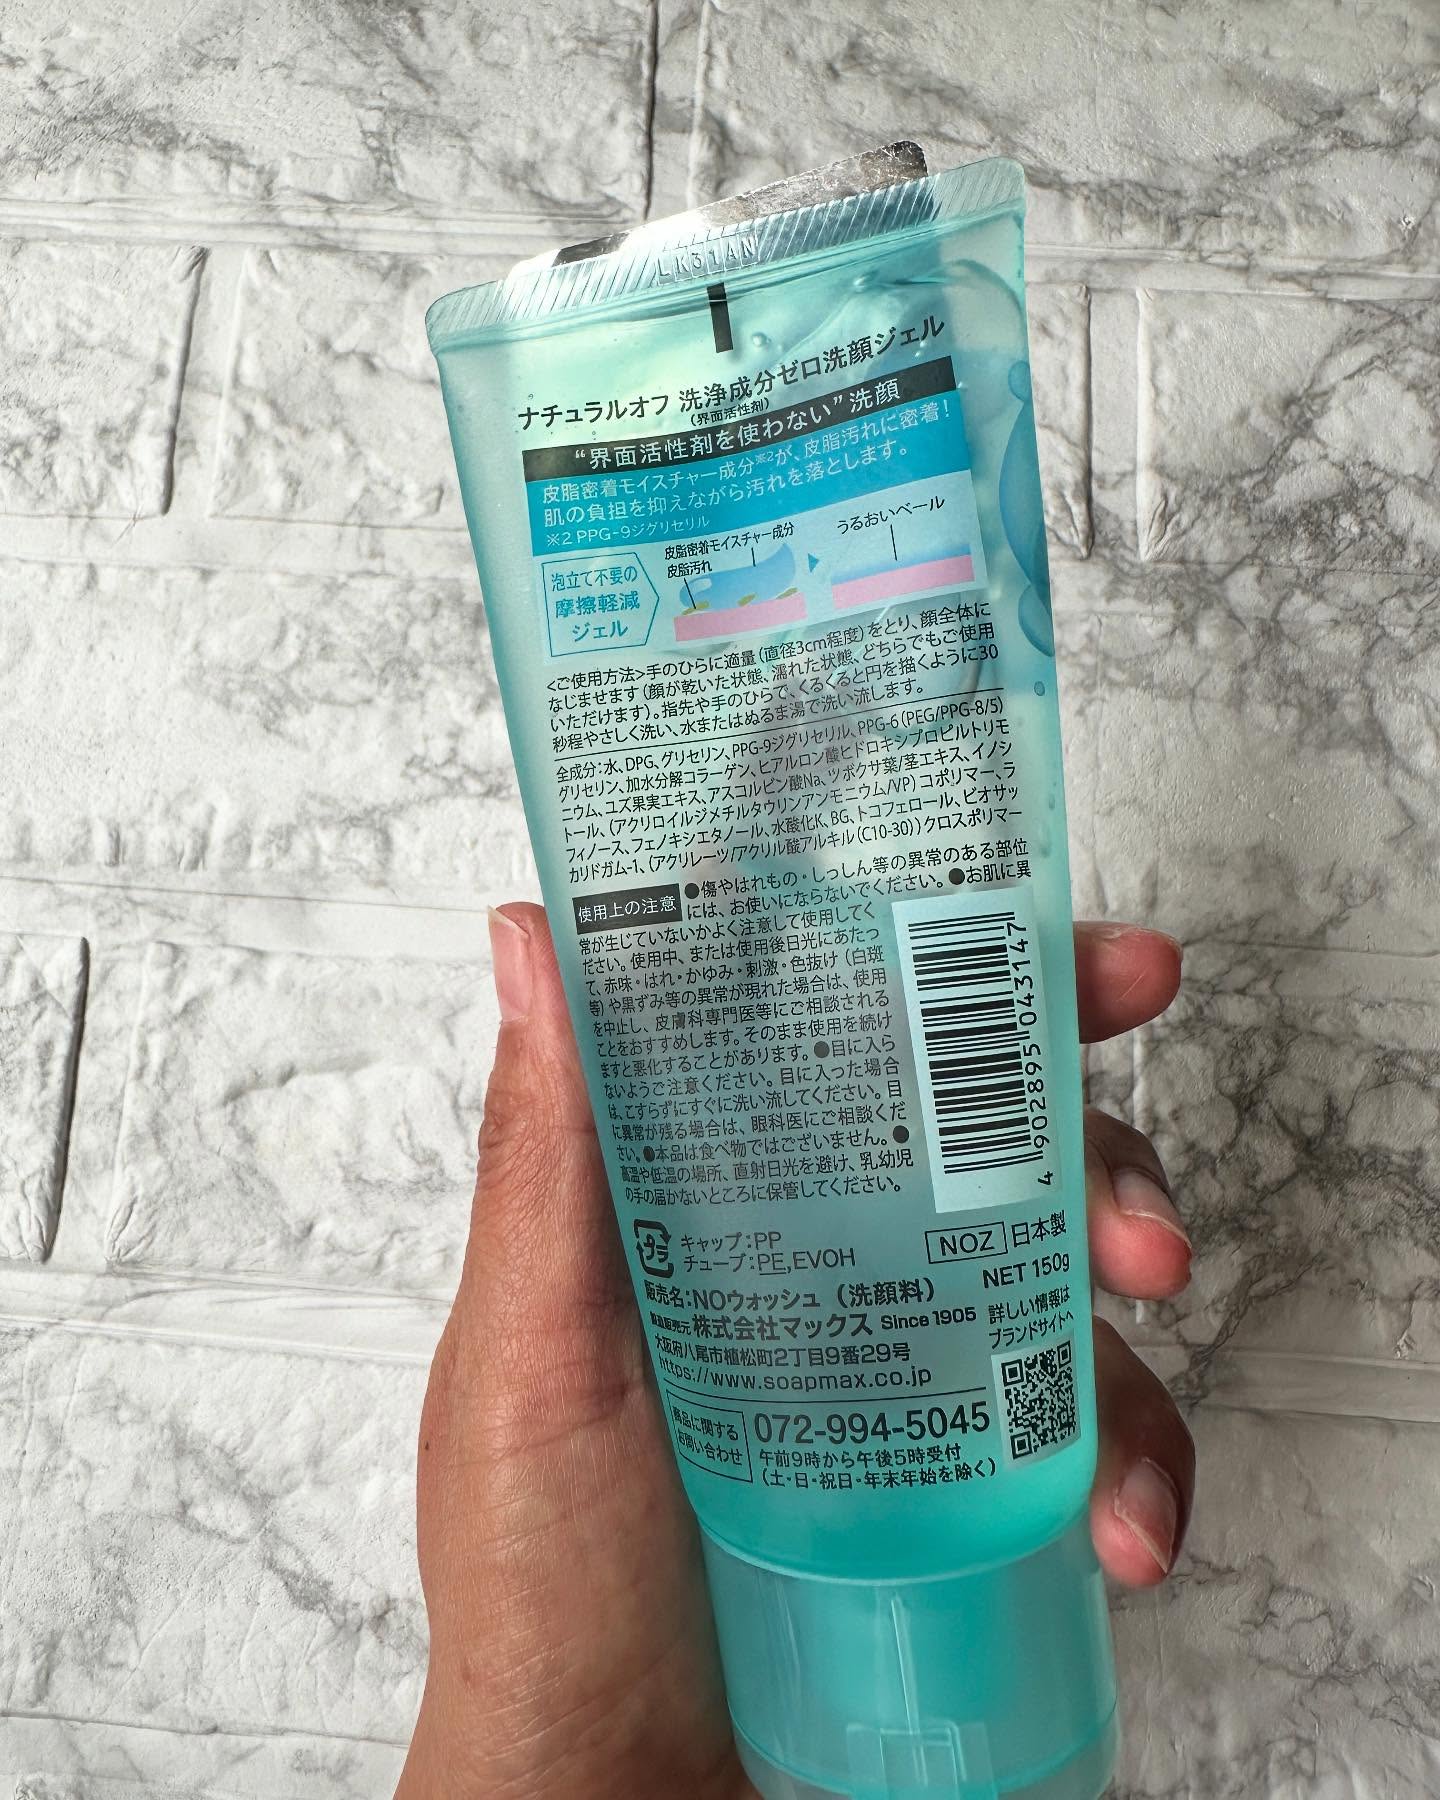 LK31AN
ナチュラルオフ 洗浄成分ゼロ洗顔ジェル
(界面活性剤)
“界面活性剤を使わない”洗顔
皮脂密着モイスチャー成分※2が、皮脂汚れに密着!
肌の負担を抑えながら汚れを落とします。
※2 PPG-9ジグリセリル
泡立て不要の
摩擦軽減
ジェル
皮脂密着モイスチャー成分
皮脂汚れ
うるおいベール
<ご使用方法>手のひらに適量(直径3cm程度)をとり、顔全体に
なじませます(顔が乾いた状態、濡れた状態、どちらでもご使用
いただけます)。指先や手のひらで、くるくると円を描くように30
秒程やさしく洗い、水またはぬるま湯で洗い流します。
全成分:水、DPG、グリセリン、PPG-9ジグリセリル、PPG-6(PEG/PPG-8/5)
グリセリン、加水分解コラーゲン、ヒアルロン酸ヒドロキシプロピルトリモ
ニウム、ユズ果実エキス、アスコルビン酸Na、ツボクサ葉/茎エキス、イノシ
トール、(アクリロイルジメチルタウリンアンモニウム/VP)コポリマー、ラ
フィノース、フェノキシエタノール、水酸化K、BG、トコフェロール、ビオサッ
カリドガム-1、(アクリレーツ/アクリル酸アルキル(C10-30))クロスポリマー
使用上の注意
●傷やはれもの・しっしん等の異常のある部位
には、お使いにならないでください。●お肌に異
常が生じていないかよく注意して使用してく
ださい。使用中、または使用後日光にあたっ
て、赤味・はれ・かゆみ・刺激・色抜け(白斑
等)や黒ずみ等の異常が現れた場合は、使用
を中止し、皮膚科専門医等にご相談される
ことをおすすめします。そのまま使用を続け
ますと悪化することがあります。●目に入ら
ないようご注意ください。目に入った場合
は、こすらずにすぐに洗い流してください。目
に異常が残る場合は、眼科医にご相談くだ
さい。●本品は食べ物ではございません。●
高温や低温の場所、直射日光を避け、乳幼児
の手の届かないところに保管してください。
4 902895 043147
プラ
キャップ:PP
チューブ:PE,EVOH
NOZ 日本製
NET 150g
販売名:NOウォッシュ(洗顔料)
製造販売元 株式会社マックス Since 1905
大阪府八尾市植松町2丁目9番29号
https://www.soapmax.co.jp
詳しい情報は
ブランドサイトへ
商品に関する
お問い合わせ
072-994-5045
午前9時から午後5時受付
(土・日・祝日・年末年始を除く)